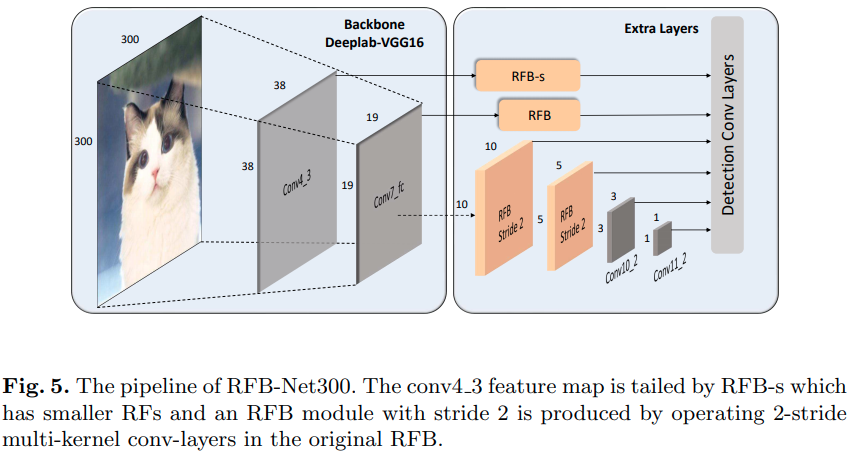 Backbone
Deeplab-VGG16
300
300
38
38
Conv4_3
19
19
Conv7_fc
Extra Layers
RFB-s
RFB
10
10
RFB
Stride 2
5
5
RFB
Stride 2
3
3
Conv10_2
1
1
Conv11_2
Detection Conv Layers
Fig. 5. The pipeline of RFB-Net300. The conv4_3 feature map is tailed by RFB-s which
has smaller RFs and an RFB module with stride 2 is produced by operating 2-stride
multi-kernel conv-layers in the original RFB.